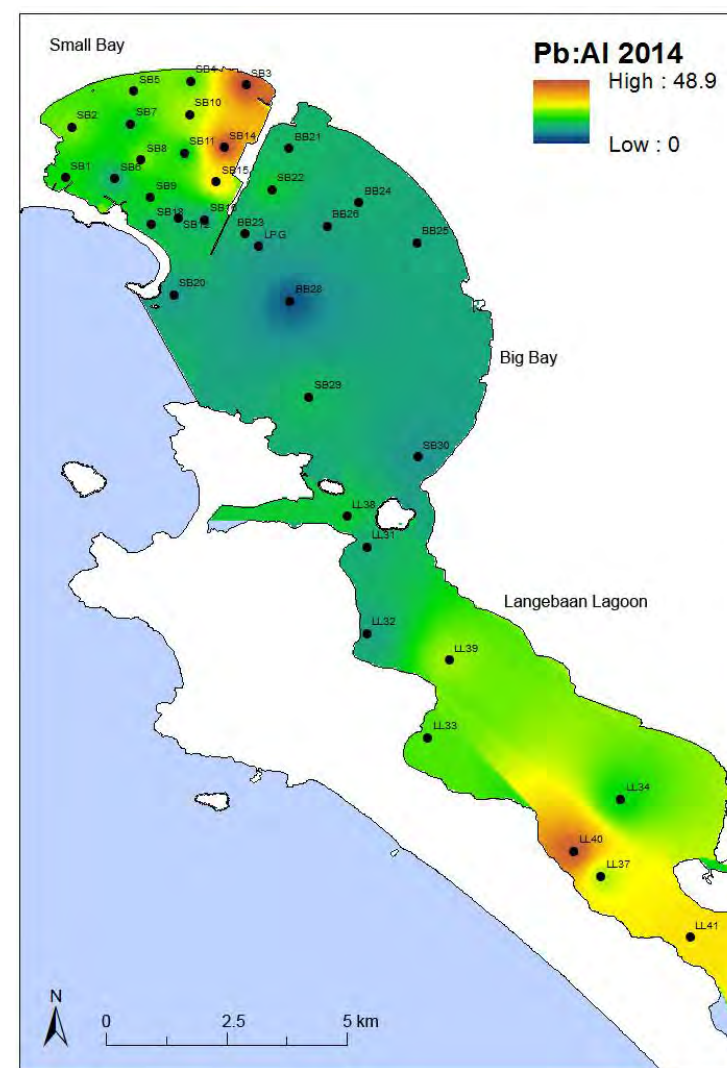 Small Bay
Pb:Al 2014
High : 48.9
Low : 0
SB4
SB3
SB5
SB10
SB2
SB7
SB14
BB21
SB11
SB8
SB1
SB6
SB15
SB22
BB24
SB9
SB18
SB12
SB16
BB23
LPG
BB26
BB25
SB20
BB28
Big Bay
SB29
SB30
LL38
LL31
Langebaan Lagoon
LL32
LL39
LL33
LL34
LL40
LL37
LL41
N
0 2.5 5 km